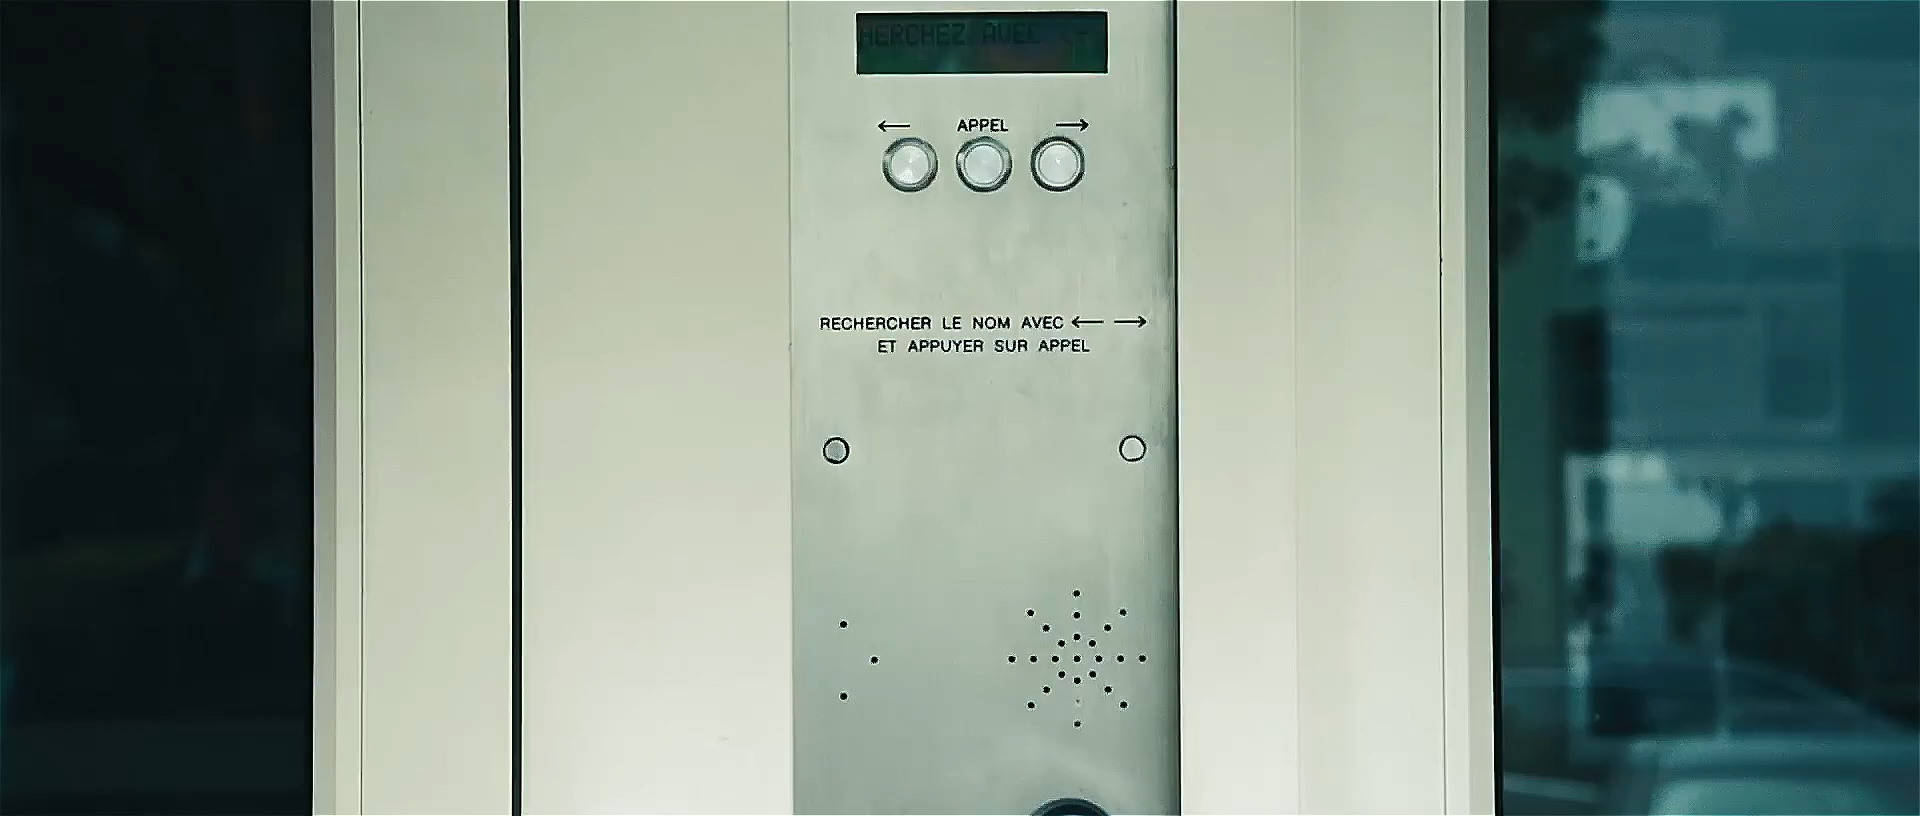 HERCHEZ AVEC <-
← APPEL →
RECHERCHER LE NOM AVEC ← →
ET APPUYER SUR APPEL